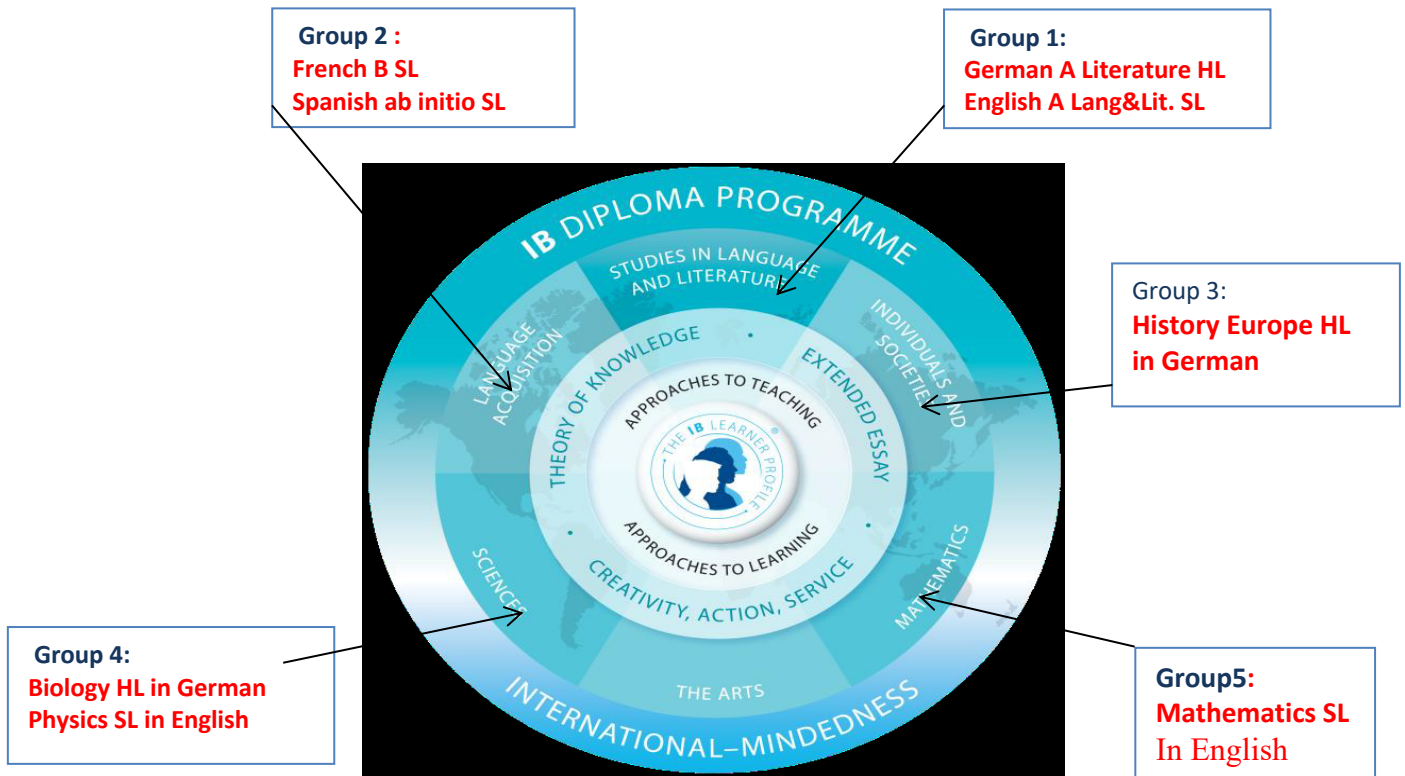 Group 2 :
French B SL
Spanish ab initio SL
Group 1:
German A Literature HL
English A Lang&Lit. SL
IB DIPLOMA PROGRAMME
STUDIES IN LANGUAGE
AND LITERATURE
LANGUAGE
ACQUISITION
INDIVIDUALS AND
SOCIETIES
Group 3:
History Europe HL
in German
THEORY OF KNOWLEDGE
EXTENDED ESSAY
APPROACHES TO TEACHING
• THE IB LEARNER PROFILE •
®
APPROACHES TO LEARNING
CREATIVITY, ACTION, SERVICE
SCIENCES
MATHEMATICS
THE ARTS
INTERNATIONAL–MINDEDNESS
Group 4:
Biology HL in German
Physics SL in English
Group5:
Mathematics SL
In English